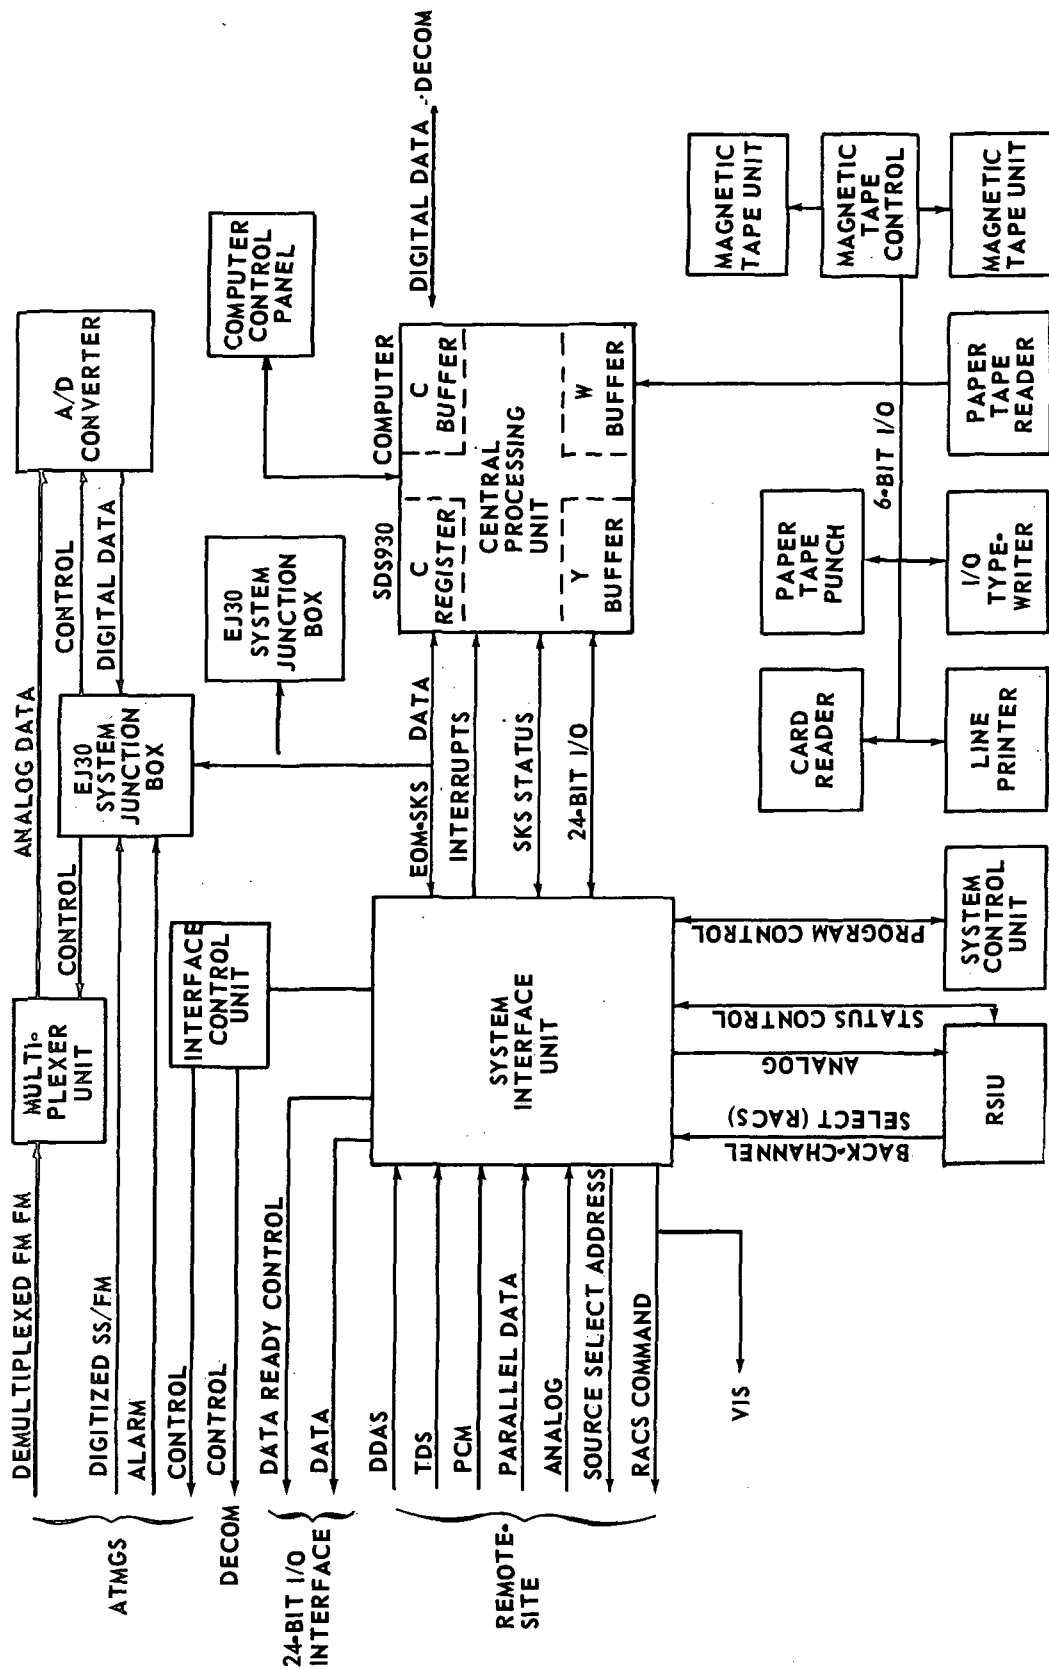 DEMULTIPLEXED FM FM
DIGITIZED SS/FM
ALARM
CONTROL
ATMGS
CONTROL
DECOM
DATA READY CONTROL
DATA
24-BIT I/O
INTERFACE
DDAS
TDS
PCM
PARALLEL DATA
ANALOG
SOURCE SELECT ADDRESS
RACS COMMAND
REMOTE-
SITE
VIS
MULTI-
PLEXER
UNIT
ANALOG DATA
CONTROL
EJ30
SYSTEM
JUNCTION
BOX
CONTROL
DIGITAL DATA
A/D
CONVERTER
INTERFACE
CONTROL
UNIT
EJ30
SYSTEM
JUNCTION
BOX
COMPUTER
CONTROL
PANEL
SYSTEM
INTERFACE
UNIT
EOM-SKS
DATA
INTERRUPTS
SKS STATUS
24-BIT I/O
SDS930
COMPUTER
C
REGISTER
C
BUFFER
CENTRAL
PROCESSING
UNIT
Y
BUFFER
W
BUFFER
DIGITAL DATA
DECOM
BACK-CHANNEL
SELECT (RACS)
ANALOG
STATUS CONTROL
PROGRAM CONTROL
RSIU
SYSTEM
CONTROL
UNIT
CARD
READER
LINE
PRINTER
PAPER
TAPE
PUNCH
I/O
TYPE-
WRITER
6-BIT I/O
PAPER
TAPE
READER
MAGNETIC
TAPE UNIT
MAGNETIC
TAPE
CONTROL
MAGNETIC
TAPE UNIT